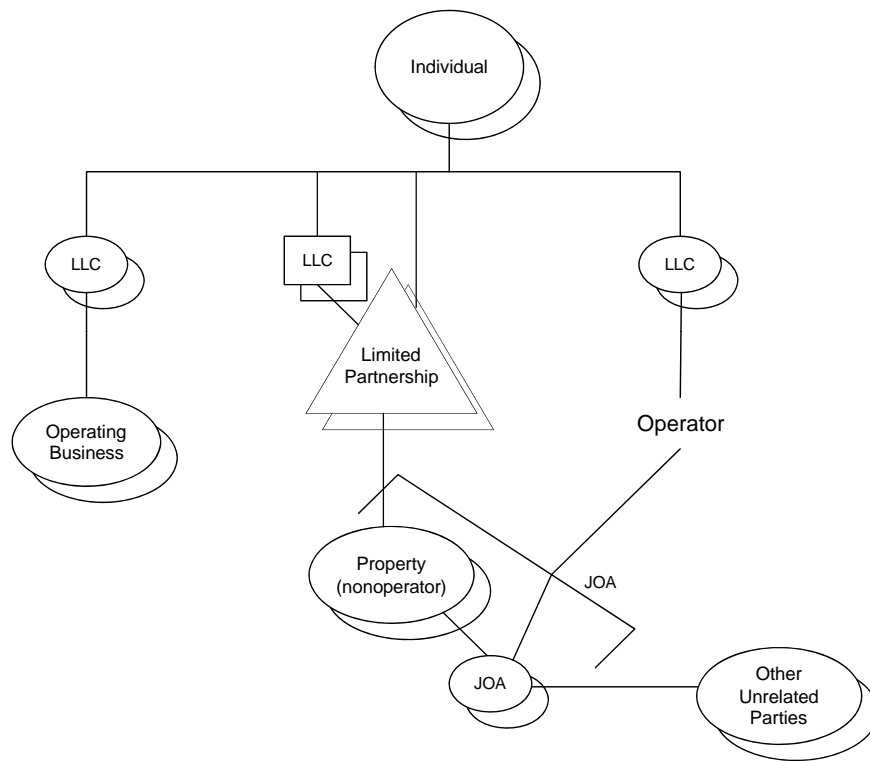 Individual
LLC
LLC
LLC
Limited
Partnership
Operator
Operating
Business
Property
(nonoperator)
JOA
JOA
Other
Unrelated
Parties